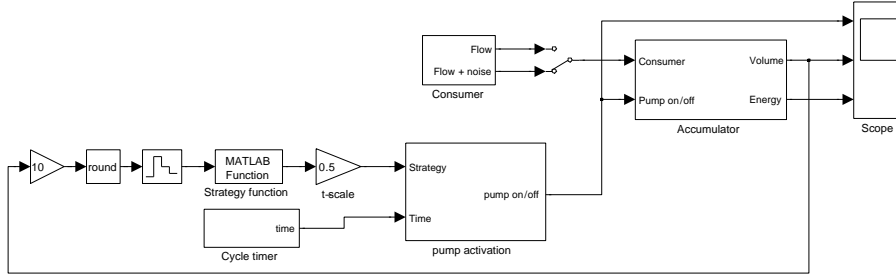 Flow
Flow + noise
Consumer
Consumer
Pump on/off
Volume
Energy
Accumulator
Scope
10
round
MATLAB
Function
Strategy function
0.5
t-scale
Strategy
Time
pump on/off
pump activation
time
Cycle timer